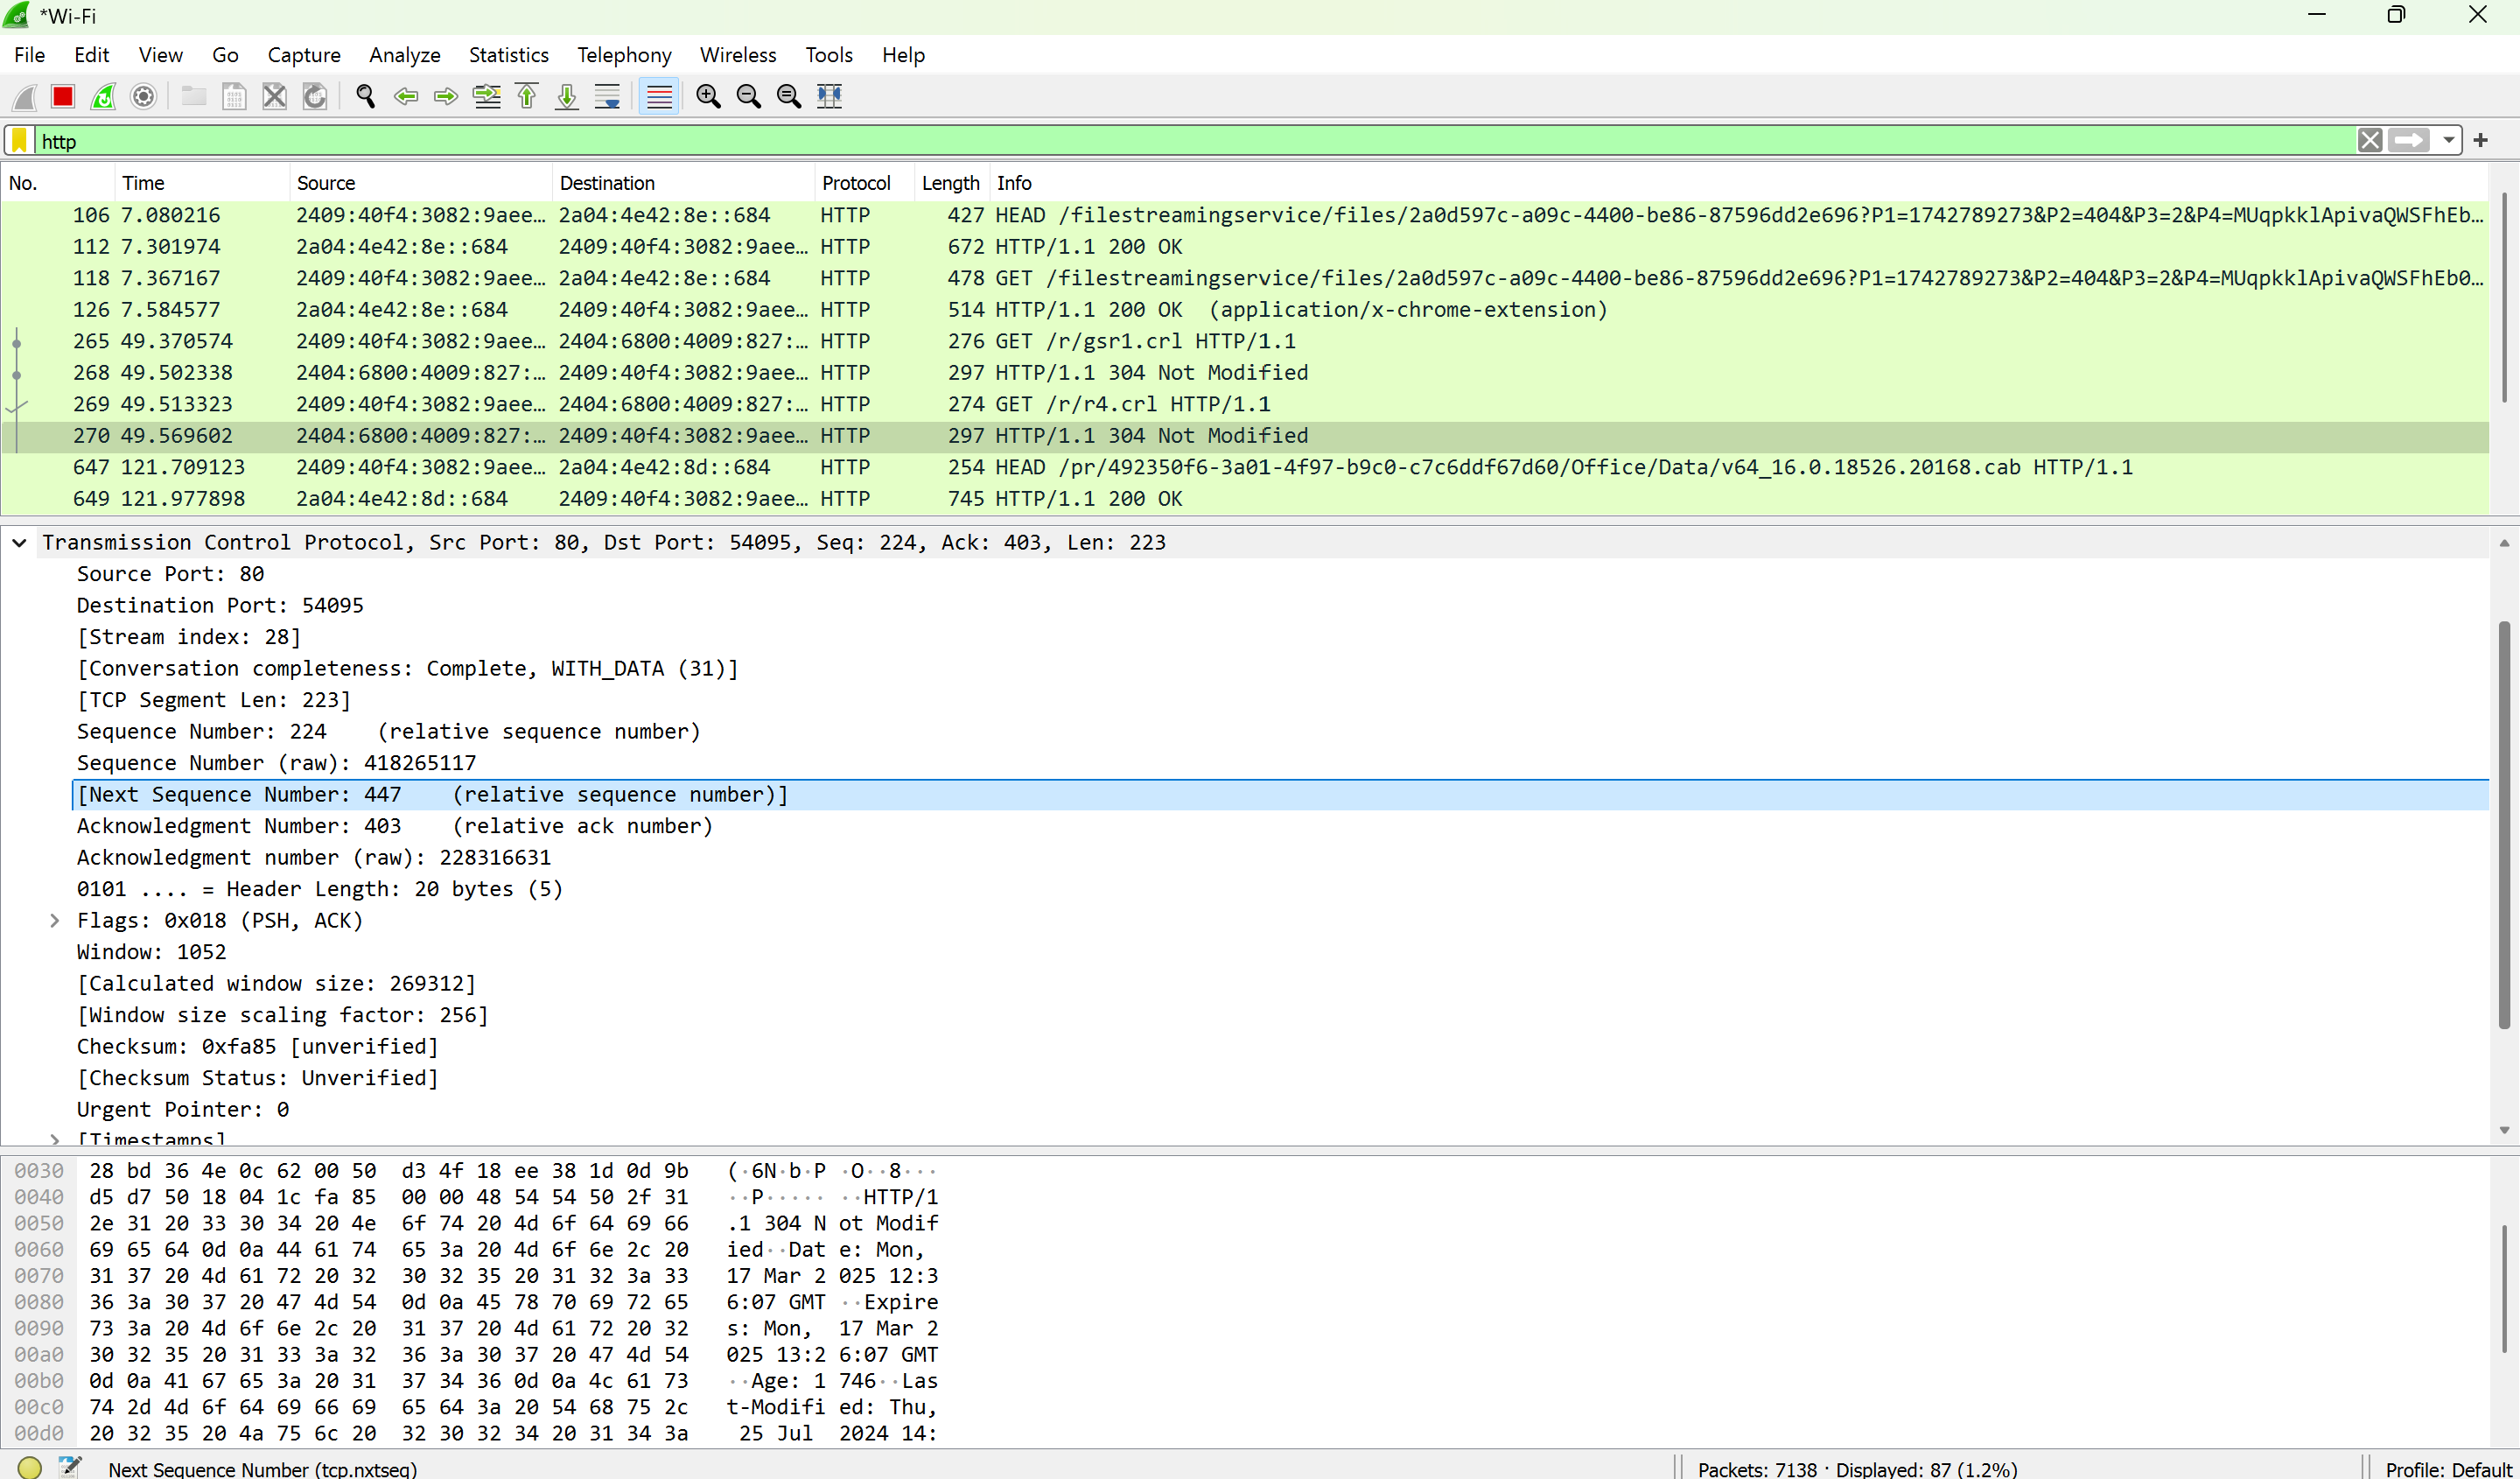 *Wi-Fi
File Edit View Go Capture Analyze Statistics Telephony Wireless Tools Help
http
No. Time Source Destination Protocol Length Info
106 7.080216 2409:40f4:3082:9aee… 2a04:4e42:8e::684 HTTP 427 HEAD /filestreamingservice/files/2a0d597c-a09c-4400-be86-87596dd2e696?P1=1742789273&P2=404&P3=2&P4=MUqpkklApivaQWSFhEb…
112 7.301974 2a04:4e42:8e::684 2409:40f4:3082:9aee… HTTP 672 HTTP/1.1 200 OK
118 7.367167 2409:40f4:3082:9aee… 2a04:4e42:8e::684 HTTP 478 GET /filestreamingservice/files/2a0d597c-a09c-4400-be86-87596dd2e696?P1=1742789273&P2=404&P3=2&P4=MUqpkklApivaQWSFhEb0…
126 7.584577 2a04:4e42:8e::684 2409:40f4:3082:9aee… HTTP 514 HTTP/1.1 200 OK (application/x-chrome-extension)
265 49.370574 2409:40f4:3082:9aee… 2404:6800:4009:827:… HTTP 276 GET /r/gsr1.crl HTTP/1.1
268 49.502338 2404:6800:4009:827:… 2409:40f4:3082:9aee… HTTP 297 HTTP/1.1 304 Not Modified
269 49.513323 2409:40f4:3082:9aee… 2404:6800:4009:827:… HTTP 274 GET /r/r4.crl HTTP/1.1
270 49.569602 2404:6800:4009:827:… 2409:40f4:3082:9aee… HTTP 297 HTTP/1.1 304 Not Modified
647 121.709123 2409:40f4:3082:9aee… 2a04:4e42:8d::684 HTTP 254 HEAD /pr/492350f6-3a01-4f97-b9c0-c7c6ddf67d60/Office/Data/v64_16.0.18526.20168.cab HTTP/1.1
649 121.977898 2a04:4e42:8d::684 2409:40f4:3082:9aee… HTTP 745 HTTP/1.1 200 OK
Transmission Control Protocol, Src Port: 80, Dst Port: 54095, Seq: 224, Ack: 403, Len: 223
Source Port: 80
Destination Port: 54095
[Stream index: 28]
[Conversation completeness: Complete, WITH_DATA (31)]
[TCP Segment Len: 223]
Sequence Number: 224 (relative sequence number)
Sequence Number (raw): 418265117
[Next Sequence Number: 447 (relative sequence number)]
Acknowledgment Number: 403 (relative ack number)
Acknowledgment number (raw): 228316631
0101 .... = Header Length: 20 bytes (5)
Flags: 0x018 (PSH, ACK)
Window: 1052
[Calculated window size: 269312]
[Window size scaling factor: 256]
Checksum: 0xfa85 [unverified]
[Checksum Status: Unverified]
Urgent Pointer: 0
[Timestamps]
0030 28 bd 36 4e 0c 62 00 50 d3 4f 18 ee 38 1d 0d 9b (·6N·b·P ·O··8···
0040 d5 d7 50 18 04 1c fa 85 00 00 48 54 54 50 2f 31 ··P····· ··HTTP/1
0050 2e 31 20 33 30 34 20 4e 6f 74 20 4d 6f 64 69 66 .1 304 N ot Modif
0060 69 65 64 0d 0a 44 61 74 65 3a 20 4d 6f 6e 2c 20 ied··Dat e: Mon,
0070 31 37 20 4d 61 72 20 32 30 32 35 20 31 32 3a 33 17 Mar 2 025 12:3
0080 36 3a 30 37 20 47 4d 54 0d 0a 45 78 70 69 72 65 6:07 GMT ··Expire
0090 73 3a 20 4d 6f 6e 2c 20 31 37 20 4d 61 72 20 32 s: Mon, 17 Mar 2
00a0 30 32 35 20 31 33 3a 32 36 3a 30 37 20 47 4d 54 025 13:2 6:07 GMT
00b0 0d 0a 41 67 65 3a 20 31 37 34 36 0d 0a 4c 61 73 ··Age: 1 746··Las
00c0 74 2d 4d 6f 64 69 66 69 65 64 3a 20 54 68 75 2c t-Modifi ed: Thu,
00d0 20 32 35 20 4a 75 6c 20 32 30 32 34 20 31 34 3a 25 Jul 2024 14:
Next Sequence Number (tcp.nxtseq) Packets: 7138 · Displayed: 87 (1.2%) Profile: Default